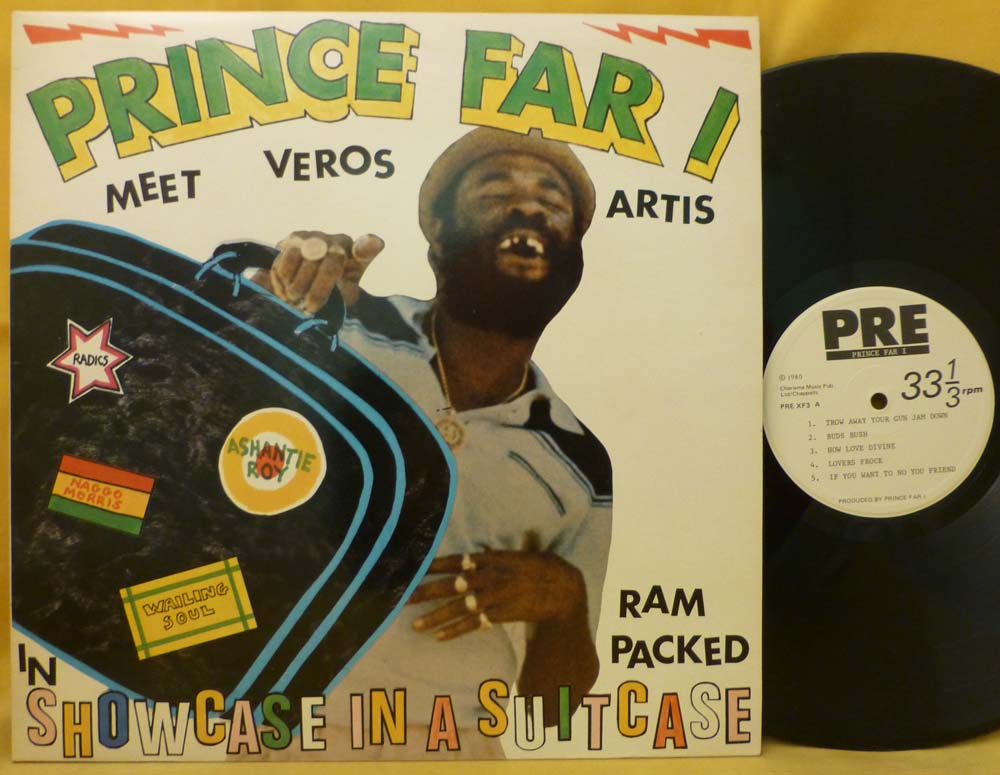 PRINCE FAR I
MEET VEROS ARTIS
RADICS
ASHANTIE
ROY
NAGGO
MORRIS
WAILING
SOUL
RAM
PACKED
IN
SHOWCASE IN A SUITCASE
PRE
PRINCE FAR I
℗ 1980
Charisma Music Pub.
Ltd/Chappells
PRE XF3 A
33 1/3 rpm
1. TROW AWAY YOUR GUN JAM DOWN
2. BUDS BUSH
3. HOW LOVE DIVINE
4. LOVERS FROCK
5. IF YOU WANT TO NO YOU FRIEND
PRODUCED BY PRINCE FAR I.